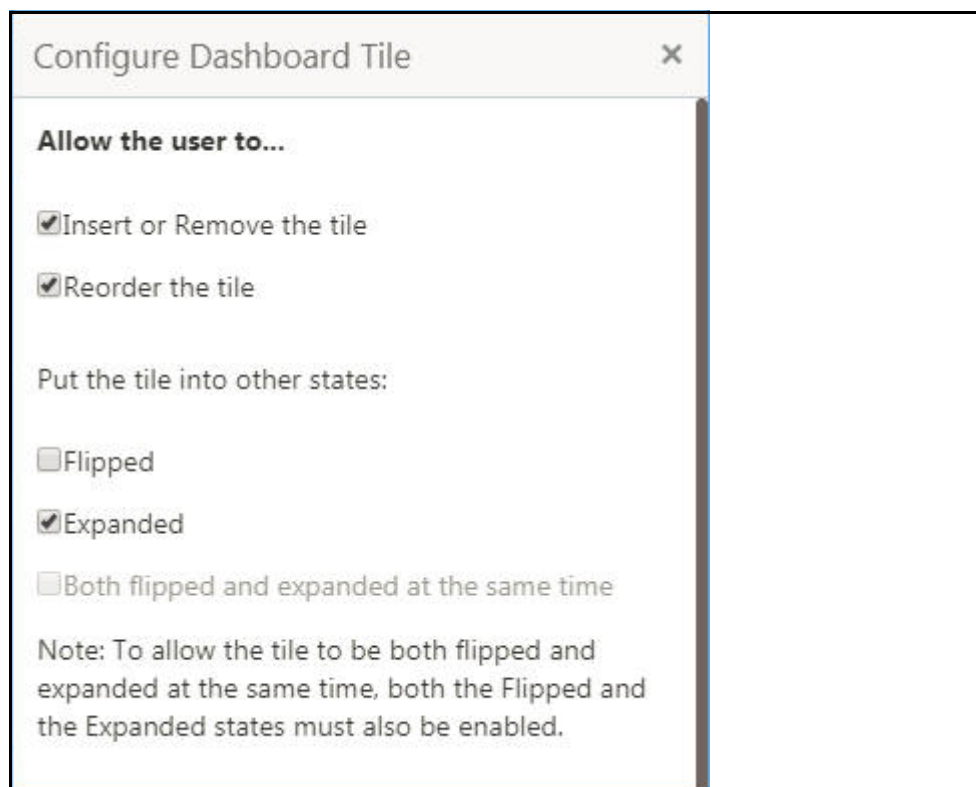 Configure Dashboard Tile
Allow the user to...
Insert or Remove the tile
Reorder the tile
Put the tile into other states:
Flipped
Expanded
Both flipped and expanded at the same time
Note: To allow the tile to be both flipped and
expanded at the same time, both the Flipped and
the Expanded states must also be enabled.